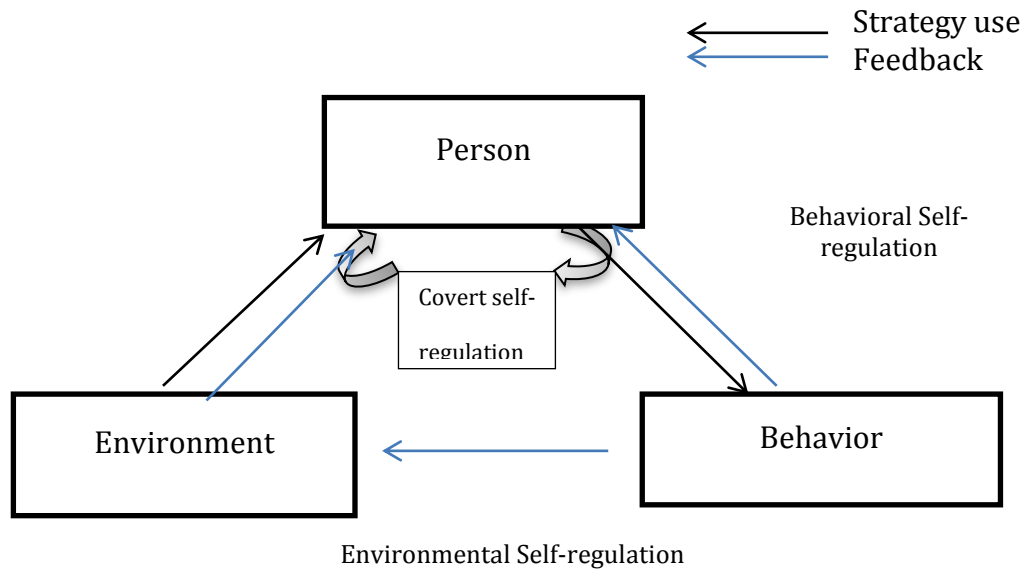 Strategy use
Feedback
Person
Behavioral Self-
regulation
Covert self-
regulation
Environment
Behavior
Environmental Self-regulation